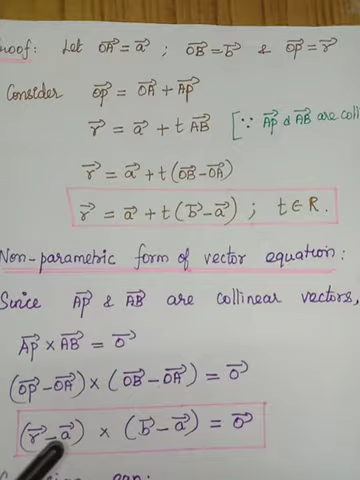 roof: Let OA⃗ = a⃗ ; OB⃗ = b⃗ & OP⃗ = r⃗
Consider OP⃗ = OA⃗ + AP⃗
r⃗ = a⃗ + t AB⃗ [∵ AP⃗ & AB⃗ are colli
r⃗ = a⃗ + t (OB⃗ - OA⃗)
r⃗ = a⃗ + t (b⃗ - a⃗) ; t ∈ R.
Non-parametric form of vector equation:
Since AP⃗ & AB⃗ are collinear vectors,
AP⃗ × AB⃗ = 0⃗
(OP⃗ - OA⃗) × (OB⃗ - OA⃗) = 0⃗
(r⃗ - a⃗) × (b⃗ - a⃗) = 0⃗